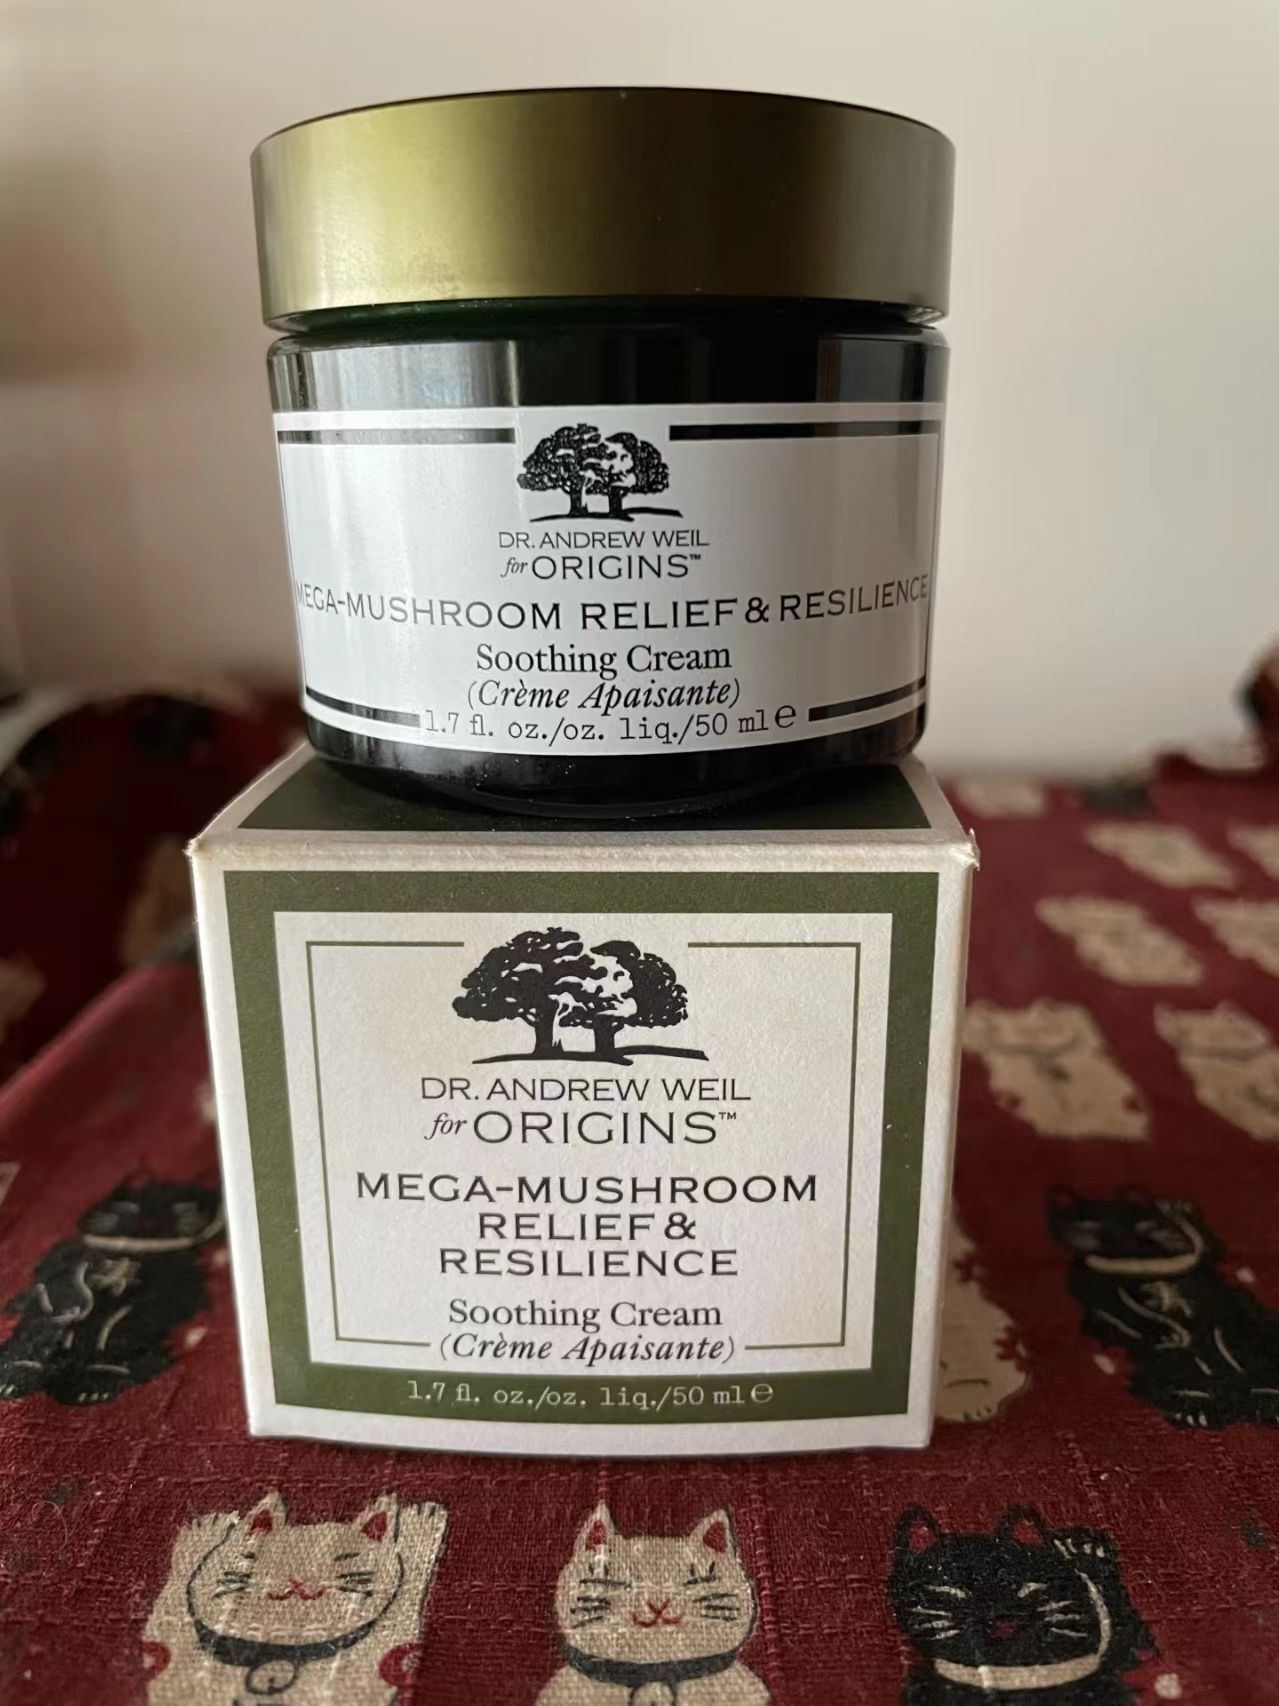 DR. ANDREW WEIL
for ORIGINS™
MEGA-MUSHROOM RELIEF & RESILIENCE
Soothing Cream
(Crème Apaisante)
1.7 fl. oz./oz. liq./50 ml ℮
DR. ANDREW WEIL
for ORIGINS™
MEGA-MUSHROOM
RELIEF &
RESILIENCE
Soothing Cream
(Crème Apaisante)
1.7 fl. oz./oz. liq./50 ml ℮